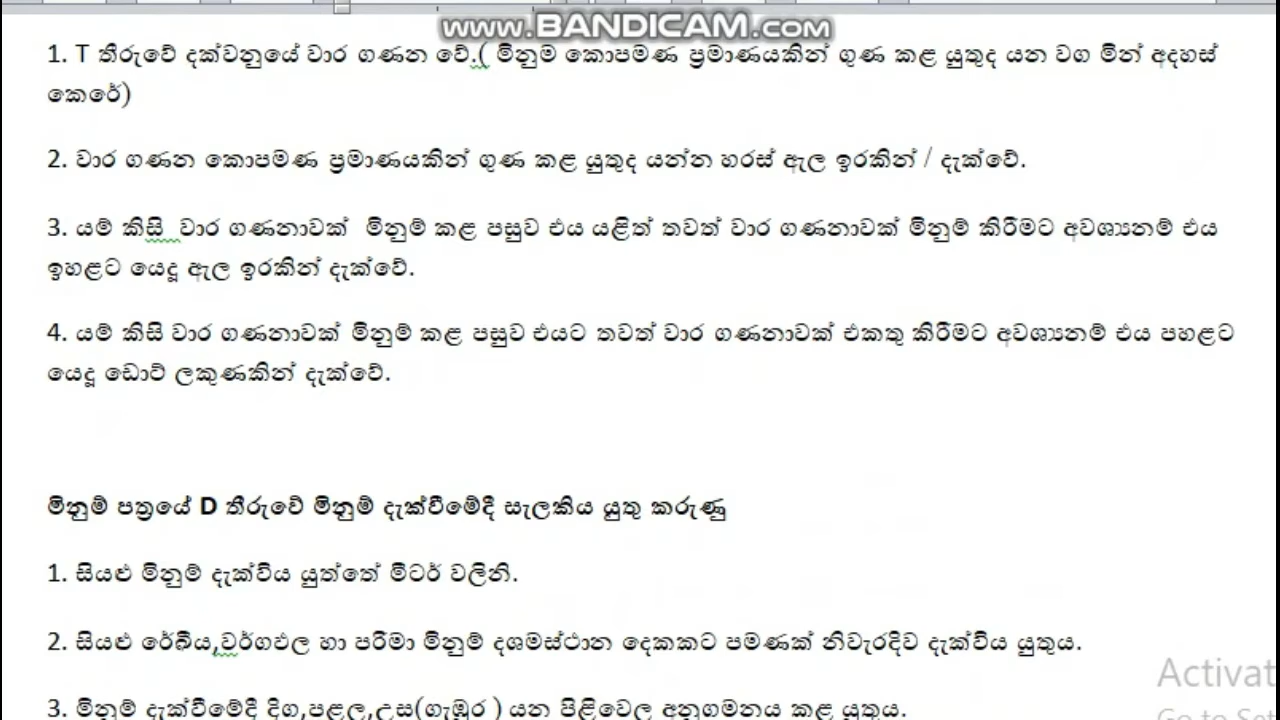 www.BANDICAM.com
1. T තීරුවේ දක්වනුයේ වාර ගණන වේ.( මිනුම කොපමණ ප්‍රමාණයකින් ගුණ කළ යුතුද යන වග මින් අදහස්
කෙරේ)
2. වාර ගණන කොපමණ ප්‍රමාණයකින් ගුණ කළ යුතුද යන්න හරස් ඇල ඉරකින් / දැක්වේ.
3. යම් කිසි වාර ගණනාවක් මිනුම් කළ පසුව එය යළිත් තවත් වාර ගණනාවක් මිනුම් කිරීමට අවශ්‍යනම් එය
ඉහළට යෙදූ ඇල ඉරකින් දැක්වේ.
4. යම් කිසි වාර ගණනාවක් මිනුම් කළ පසුව එයට තවත් වාර ගණනාවක් එකතු කිරීමට අවශ්‍යනම් එය පහළට
යෙදූ ඩොට් ලකුණකින් දැක්වේ.
මිනුම් පත්‍රයේ D තීරුවේ මිනුම් දැක්වීමේදී සැලකිය යුතු කරුණු
1. සියළු මිනුම් දැක්විය යුත්තේ මීටර් වලිනි.
2. සියළු රේඛීය,වර්ගඵල හා පරිමා මිනුම් දශමස්ථාන දෙකකට පමණක් නිවැරදිව දැක්විය යුතුය.
3. මිනුම් දැක්වීමේදී දිග,පළල,උස(ගැඹුර ) යන පිළිවෙල අනුගමනය කළ යුතුය.
Activat
Go to Set